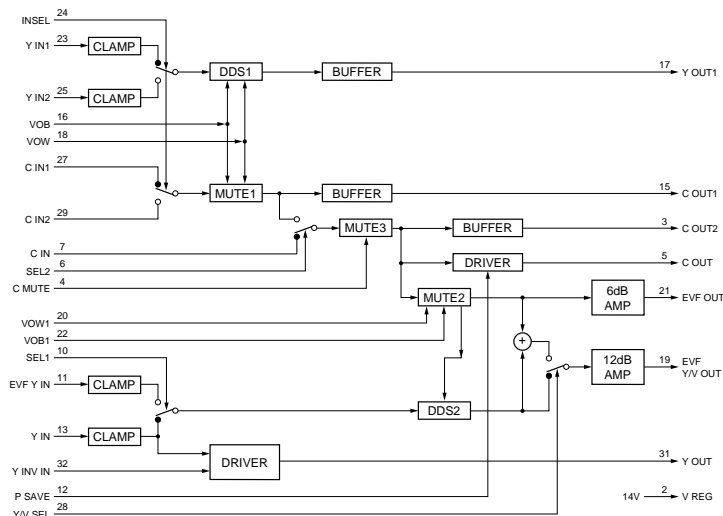 INSEL 24
Y IN1 23 CLAMP
DDS1 BUFFER 17 Y OUT1
Y IN2 25 CLAMP
VOB 16
VOW 18
C IN1 27
MUTE1 BUFFER 15 C OUT1
C IN2 29
MUTE3 BUFFER 3 C OUT2
C IN 7
SEL2 6
DRIVER 5 C OUT
C MUTE 4
MUTE2 6dB AMP 21 EVF OUT
VOW1 20
VOB1 22
SEL1 10
+
12dB AMP 19 EVF Y/V OUT
EVF Y IN 11 CLAMP
DDS2
Y IN 13 CLAMP
DRIVER 31 Y OUT
Y INV IN 32
P SAVE 12
14V 2 V REG
Y/V SEL 28